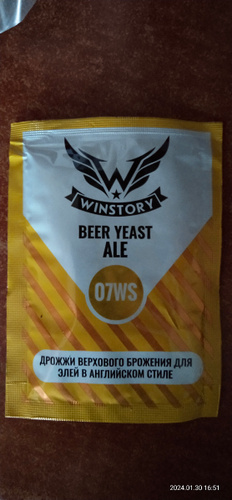 WINSTORY
BEER YEAST
ALE
07WS
ДРОЖЖИ ВЕРХОВОГО БРОЖЕНИЯ ДЛЯ
ЭЛЕЙ В АНГЛИЙСКОМ СТИЛЕ
2024.01.30 16:51